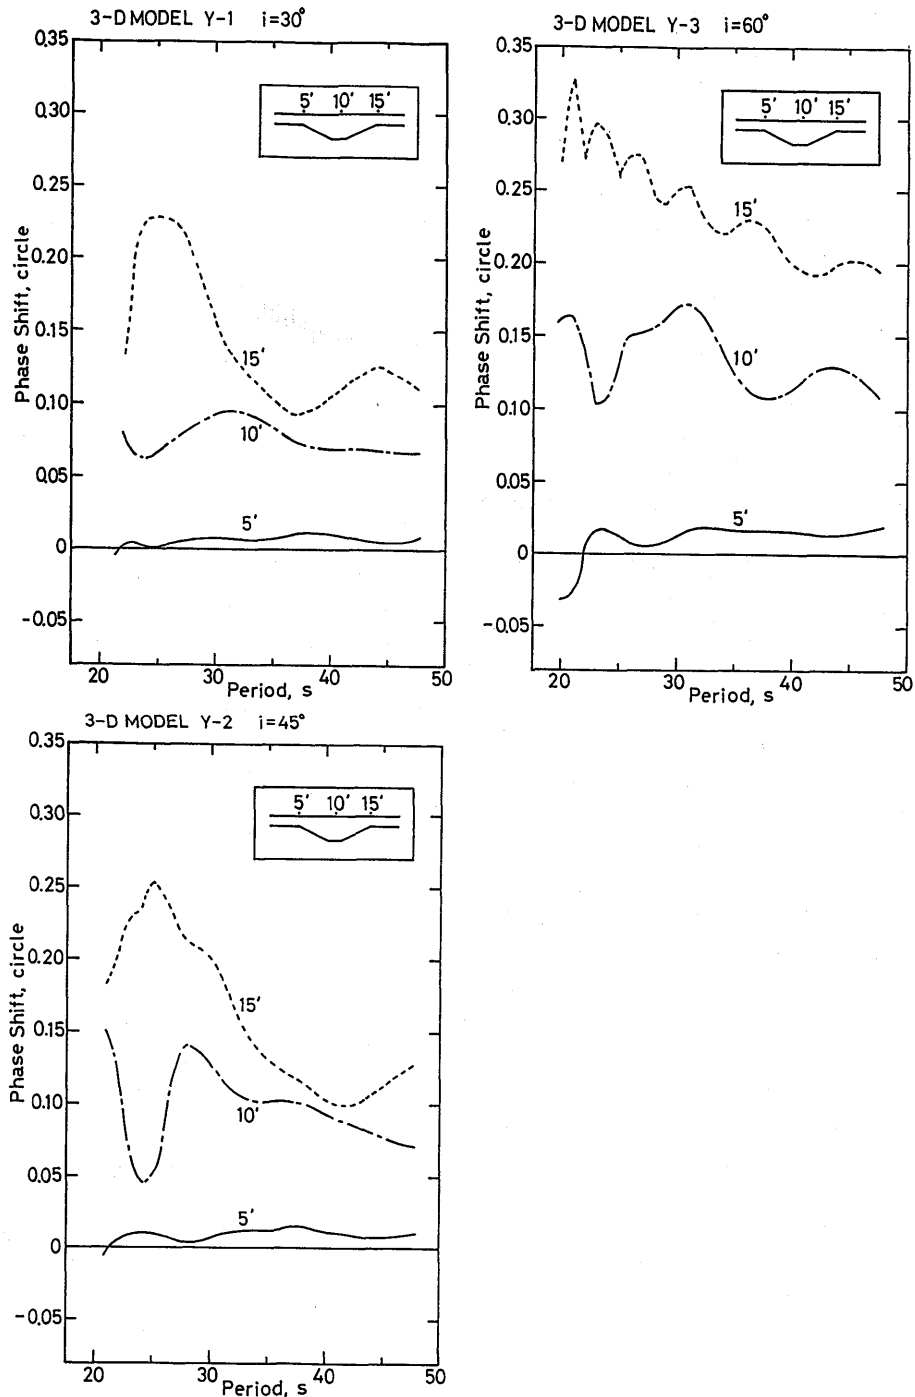 3-D MODEL Y-1 i=30°
0.35
0.30
0.25
0.20
0.15
0.10
0.05
0
-0.05
Phase Shift, circle
5' 10' 15'
15'
10'
5'
20 30 40 50
Period, s
3-D MODEL Y-3 i=60°
0.35
0.30
0.25
0.20
0.15
0.10
0.05
0
-0.05
Phase Shift, circle
5' 10' 15'
15'
10'
5'
20 30 40 50
Period, s
3-D MODEL Y-2 i=45°
0.35
0.30
0.25
0.20
0.15
0.10
0.05
0
-0.05
Phase Shift, circle
5' 10' 15'
15'
10'
5'
20 30 40 50
Period, s